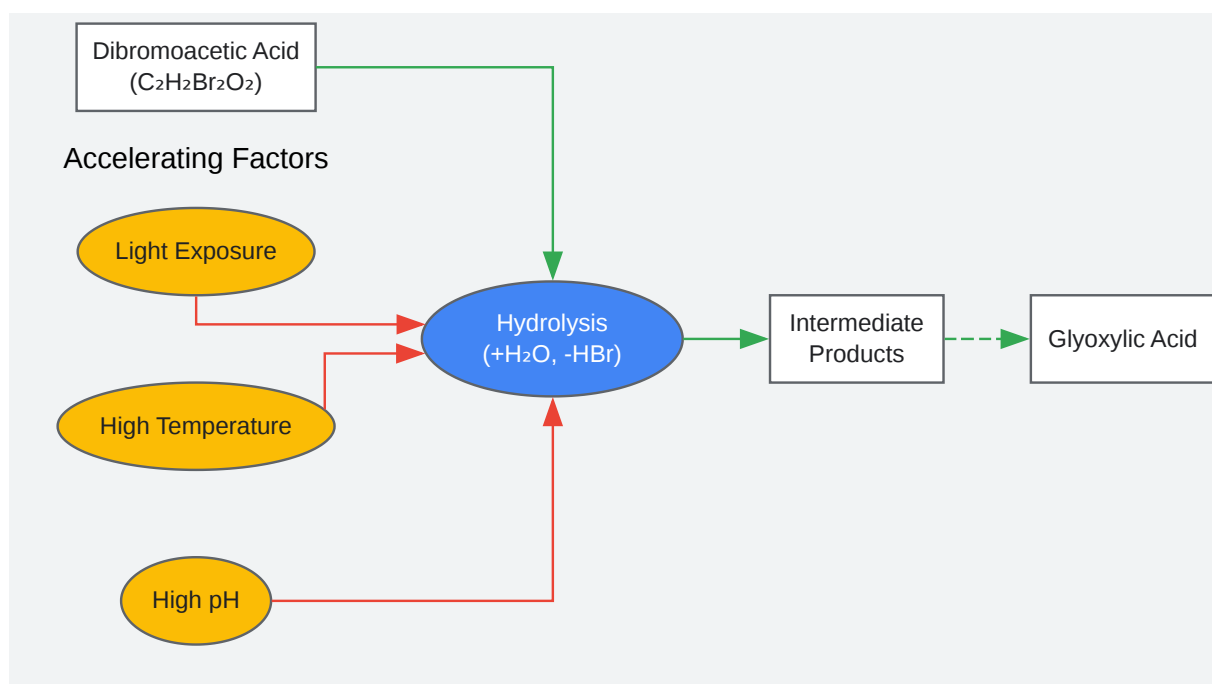 Dibromoacetic Acid
(C₂H₂Br₂O₂)
Accelerating Factors
Light Exposure
High Temperature
High pH
Hydrolysis
(+H₂O, -HBr)
Intermediate
Products
Glyoxylic Acid